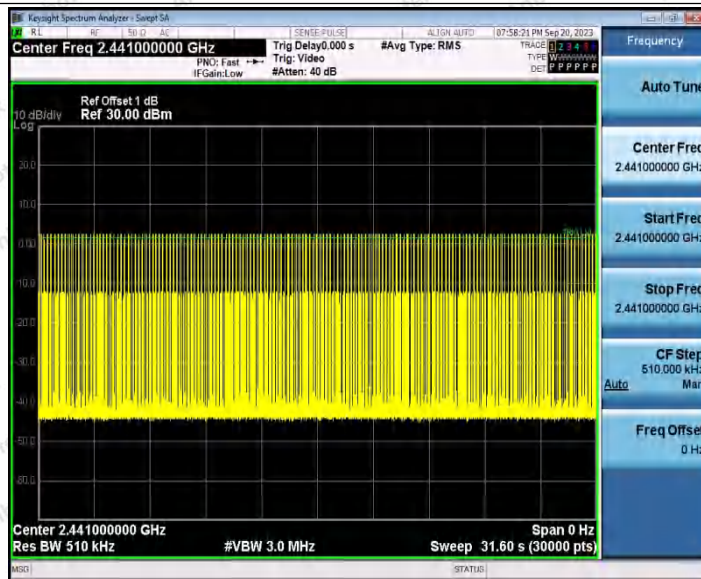 Keysight Spectrum Analyzer - Swept SA
RL RF 50 Ω AC SENSE:PULSE ALIGN AUTO 07:58:21 PM Sep 20, 2023
Center Freq 2.441000000 GHz
PNO: Fast
IFGain:Low
Trig Delay0.000 s
Trig: Video
#Atten: 40 dB
#Avg Type: RMS
TRACE 1 2 3 4 5 6
TYPE
DET P P P P P P
Ref Offset 1 dB
10 dB/div Ref 30.00 dBm
Log
20.0
10.0
0.00
-10.0
-20.0
-30.0
-40.0
-50.0
-60.0
Center 2.441000000 GHz Span 0 Hz
Res BW 510 kHz #VBW 3.0 MHz Sweep 31.60 s (30000 pts)
MSG STATUS
Frequency
Auto Tune
Center Freq
2.441000000 GHz
Start Freq
2.441000000 GHz
Stop Freq
2.441000000 GHz
CF Step
510.000 kHz
Auto Man
Freq Offset
0 Hz